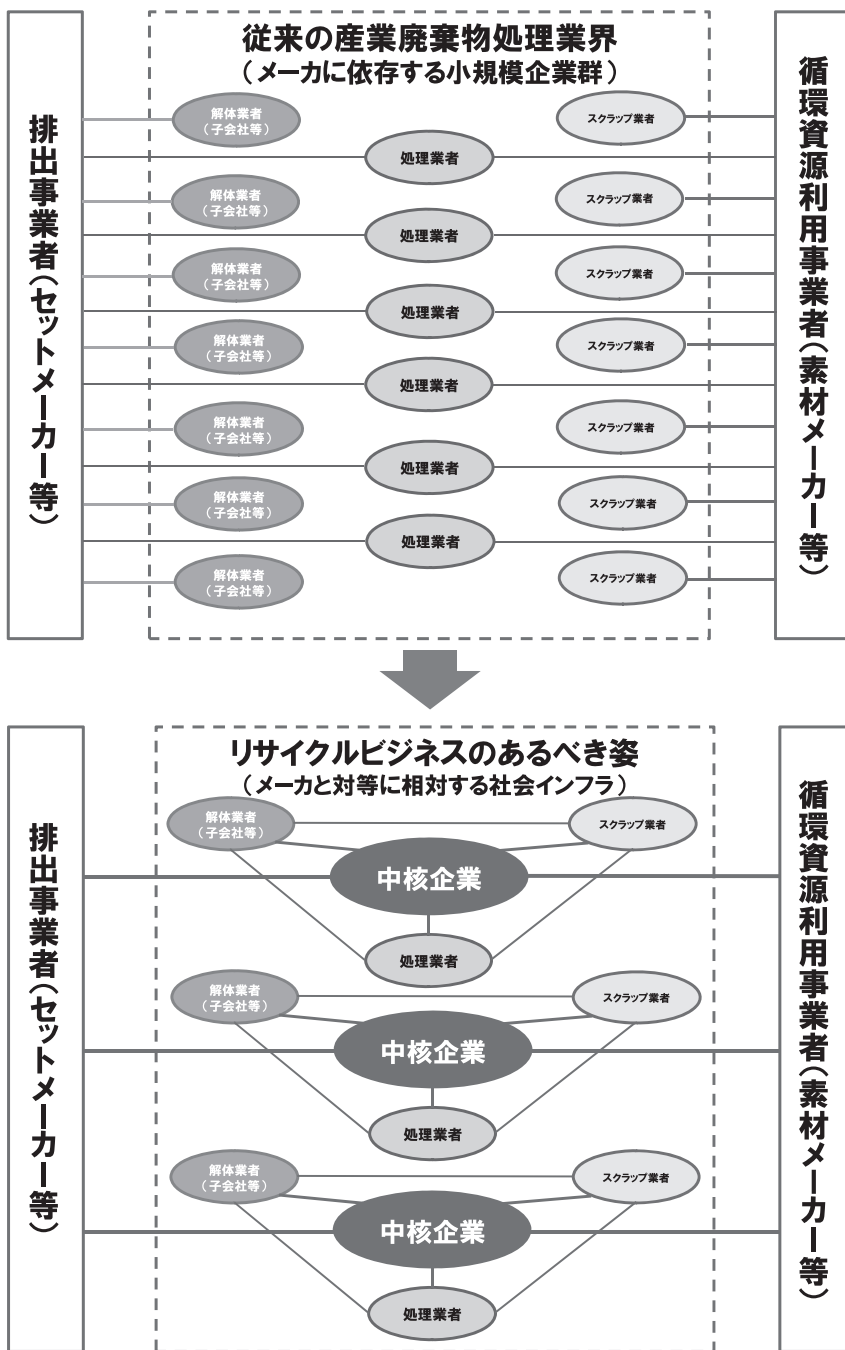 従来の産業廃棄物処理業界
（メーカに依存する小規模企業群）
排出事業者（セットメーカー等）
循環資源利用事業者（素材メーカー等）
解体業者
（子会社等）
スクラップ業者
処理業者
解体業者
（子会社等）
スクラップ業者
処理業者
解体業者
（子会社等）
スクラップ業者
処理業者
解体業者
（子会社等）
スクラップ業者
処理業者
解体業者
（子会社等）
スクラップ業者
処理業者
解体業者
（子会社等）
スクラップ業者
処理業者
解体業者
（子会社等）
スクラップ業者
リサイクルビジネスのあるべき姿
（メーカと対等に相対する社会インフラ）
排出事業者（セットメーカー等）
循環資源利用事業者（素材メーカー等）
解体業者
（子会社等）
スクラップ業者
中核企業
処理業者
解体業者
（子会社等）
スクラップ業者
中核企業
処理業者
解体業者
（子会社等）
スクラップ業者
中核企業
処理業者